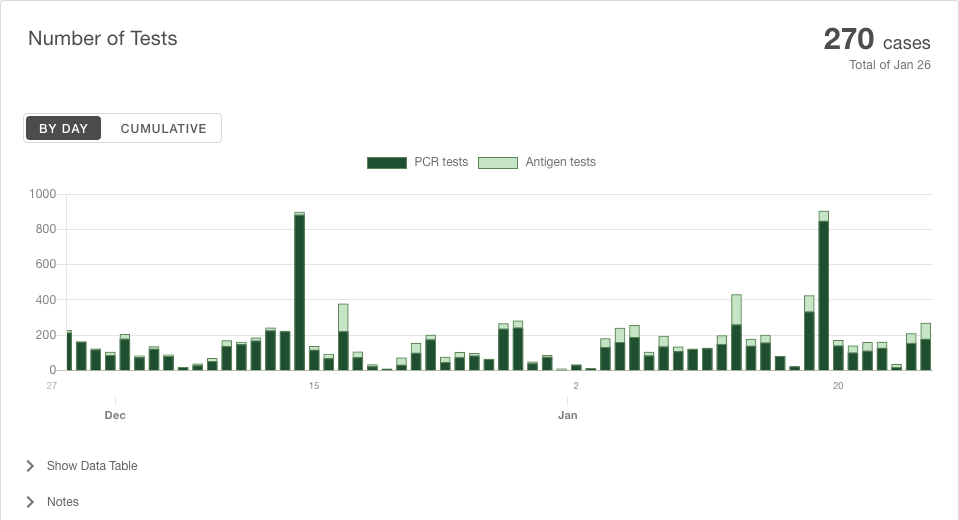 Number of Tests
270 cases
Total of Jan 26
BY DAY CUMULATIVE
PCR tests Antigen tests
1000
800
600
400
200
0
27 15 2 20
Dec Jan
Show Data Table
Notes